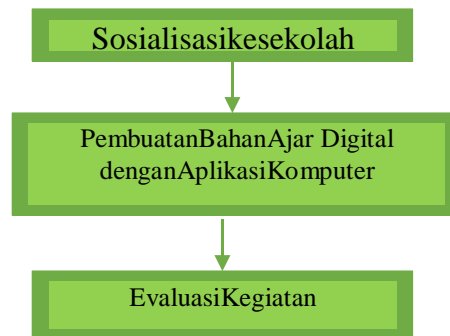 Sosialisasikesekolah
PembuatanBahanAjar Digital
denganAplikasiKomputer
EvaluasiKegiatan